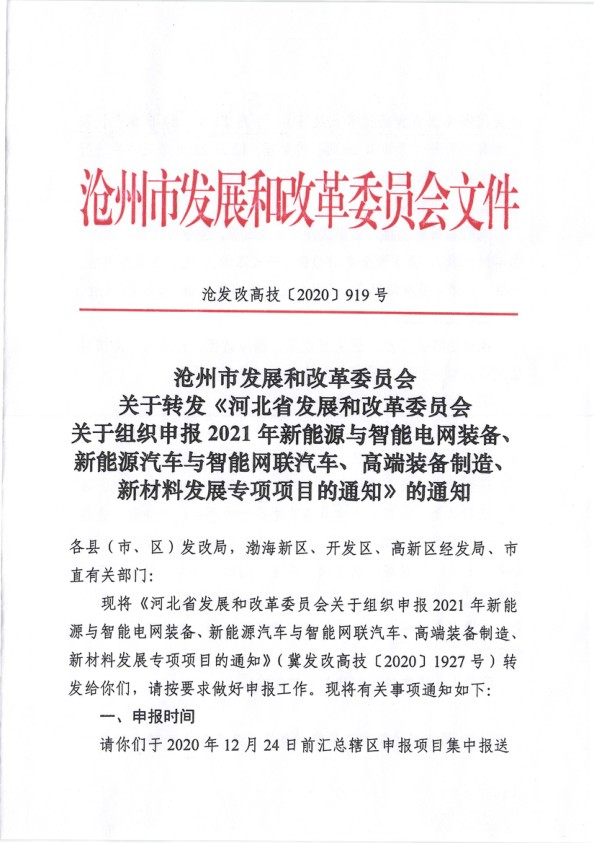 沧州市发展和改革委员会文件
沧发改高技〔2020〕919号
沧州市发展和改革委员会
关于转发《河北省发展和改革委员会
关于组织申报2021年新能源与智能电网装备、
新能源汽车与智能网联汽车、高端装备制造、
新材料发展专项项目的通知》的通知
各县（市、区）发改局，渤海新区、开发区、高新区经发局、市
直有关部门：
现将《河北省发展和改革委员会关于组织申报2021年新能
源与智能电网装备、新能源汽车与智能网联汽车、高端装备制造、
新材料发展专项项目的通知》（冀发改高技〔2020〕1927号）转
发给你们，请按要求做好申报工作。现将有关事项通知如下：
一、申报时间
请你们于2020年12月24日前汇总辖区申报项目集中报送